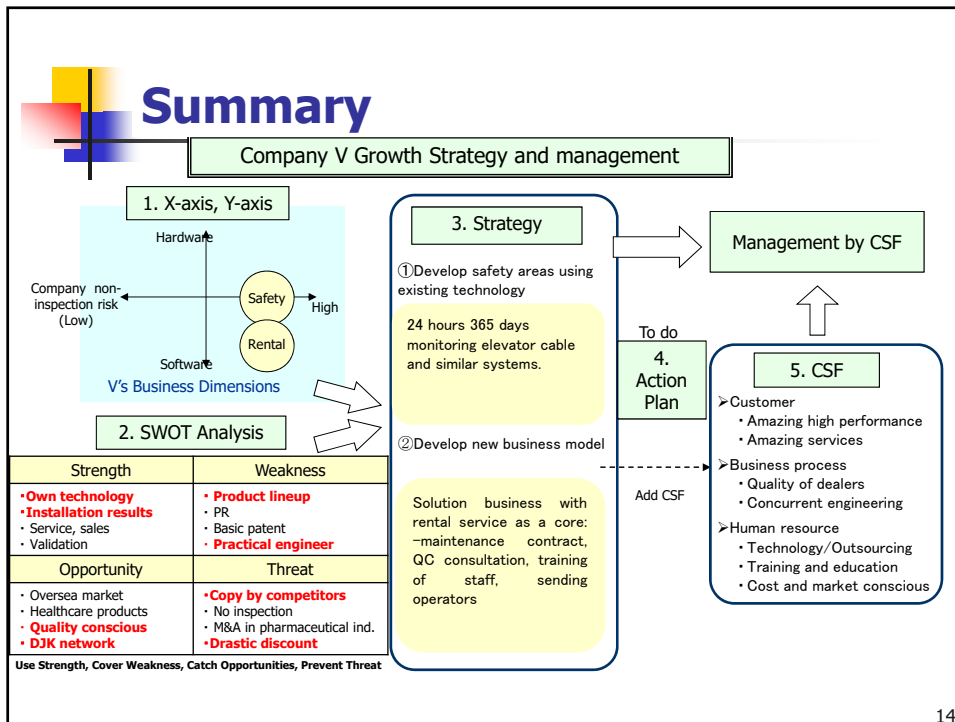 Summary
Company V Growth Strategy and management
1. X-axis, Y-axis
Hardware
Company non-
inspection risk
(Low)
Safety
High
Rental
Software
V's Business Dimensions
2. SWOT Analysis
Strength
Weakness
・Own technology
・Installation results
・Service, sales
・Validation
・Product lineup
・PR
・Basic patent
・Practical engineer
Opportunity
Threat
・Oversea market
・Healthcare products
・Quality conscious
・DJK network
・Copy by competitors
・No inspection
・M&A in pharmaceutical ind.
・Drastic discount
Use Strength, Cover Weakness, Catch Opportunities, Prevent Threat
3. Strategy
①Develop safety areas using
existing technology
24 hours 365 days
monitoring elevator cable
and similar systems.
②Develop new business model
Solution business with
rental service as a core:
-maintenance contract,
QC consultation, training
of staff, sending
operators
To do
4.
Action
Plan
Add CSF
Management by CSF
5. CSF
➢Customer
・Amazing high performance
・Amazing services
➢Business process
・Quality of dealers
・Concurrent engineering
➢Human resource
・Technology/Outsourcing
・Training and education
・Cost and market conscious
14